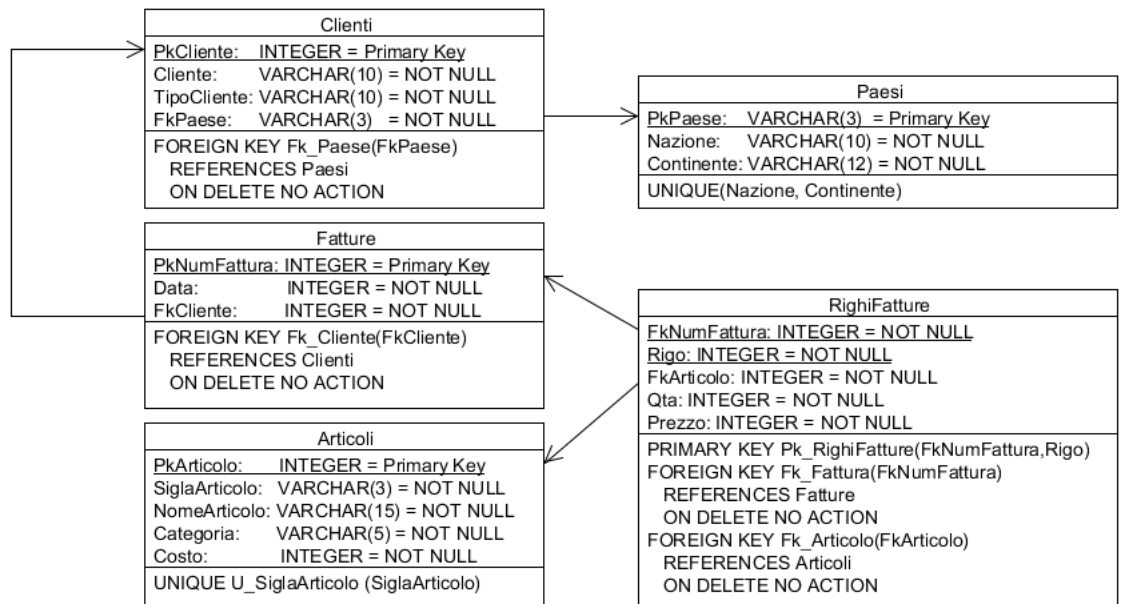 Clienti
PkCliente: INTEGER = Primary Key
Cliente: VARCHAR(10) = NOT NULL
TipoCliente: VARCHAR(10) = NOT NULL
FkPaese: VARCHAR(3) = NOT NULL
FOREIGN KEY Fk_Paese(FkPaese)
REFERENCES Paesi
ON DELETE NO ACTION
Paesi
PkPaese: VARCHAR(3) = Primary Key
Nazione: VARCHAR(10) = NOT NULL
Continente: VARCHAR(12) = NOT NULL
UNIQUE(Nazione, Continente)
Fatture
PkNumFattura: INTEGER = Primary Key
Data: INTEGER = NOT NULL
FkCliente: INTEGER = NOT NULL
FOREIGN KEY Fk_Cliente(FkCliente)
REFERENCES Clienti
ON DELETE NO ACTION
RighiFatture
FkNumFattura: INTEGER = NOT NULL
Rigo: INTEGER = NOT NULL
FkArticolo: INTEGER = NOT NULL
Qta: INTEGER = NOT NULL
Prezzo: INTEGER = NOT NULL
PRIMARY KEY Pk_RighiFatture(FkNumFattura,Rigo)
FOREIGN KEY Fk_Fattura(FkNumFattura)
REFERENCES Fatture
ON DELETE NO ACTION
FOREIGN KEY Fk_Articolo(FkArticolo)
REFERENCES Articoli
ON DELETE NO ACTION
Articoli
PkArticolo: INTEGER = Primary Key
SiglaArticolo: VARCHAR(3) = NOT NULL
NomeArticolo: VARCHAR(15) = NOT NULL
Categoria: VARCHAR(5) = NOT NULL
Costo: INTEGER = NOT NULL
UNIQUE U_SiglaArticolo (SiglaArticolo)